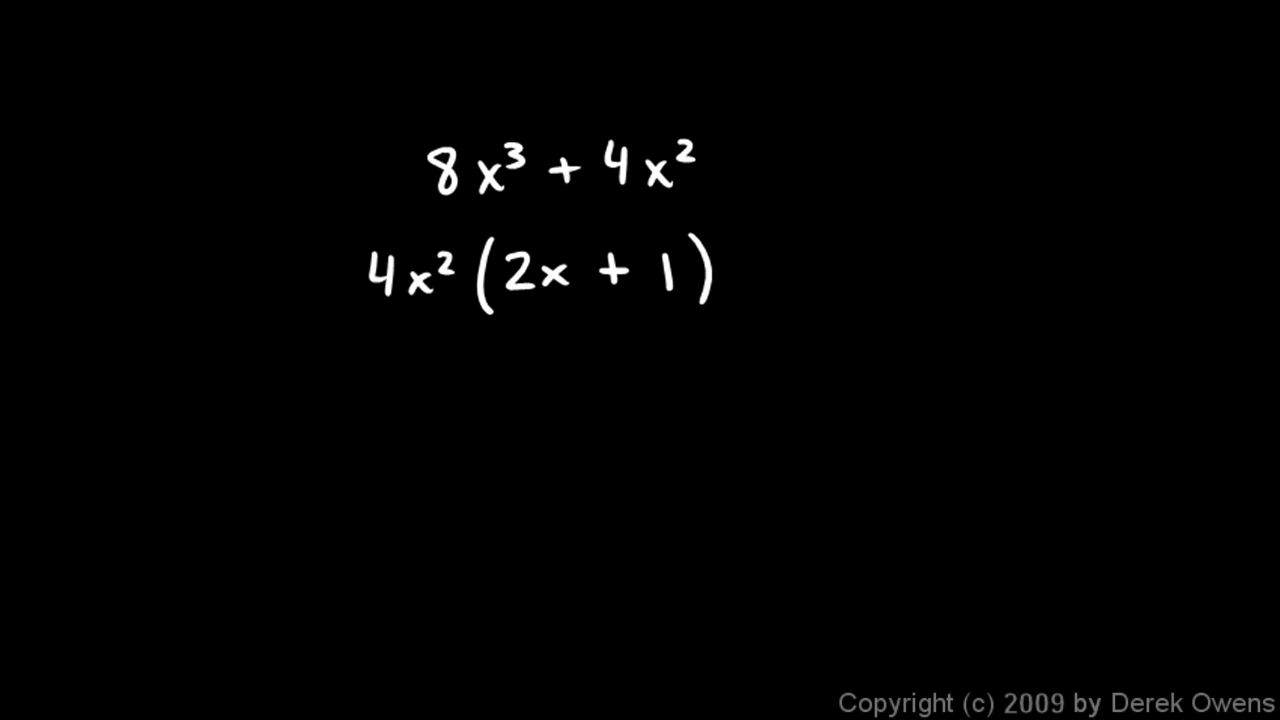 8x³ + 4x²
4x² (2x + 1)
Copyright (c) 2009 by Derek Owens